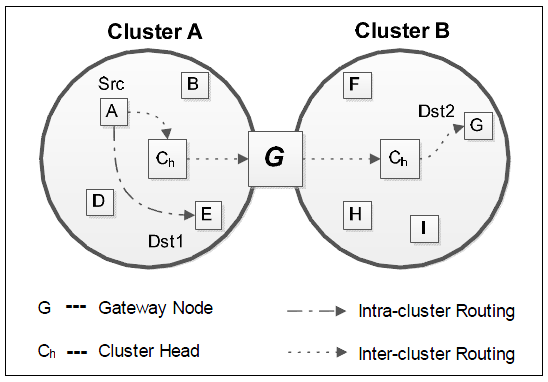 Cluster A
Cluster B
Src
A
B
F
Dst2
G
Ch
G
Ch
D
E
Dst1
H
I
G --- Gateway Node
Intra-cluster Routing
Ch --- Cluster Head
Inter-cluster Routing